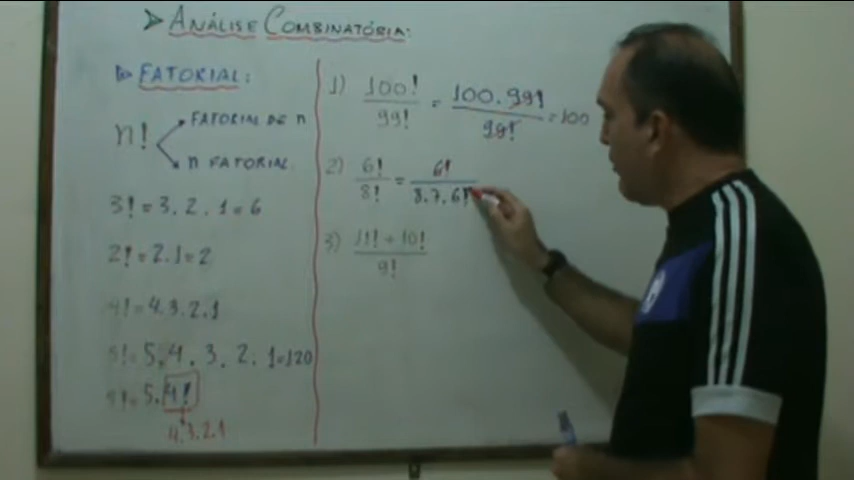 ➤ ANÁLISE COMBINATÓRIA:
FATORIAL:
n!
FATORIAL DE n
n FATORIAL
3! = 3.2.1 = 6
2! = 2.1 = 2
4! = 4.3.2.1
5! = 5.4.3.2.1=120
5! = 5.4!
4.3.2.1
1) 100!/99! = 100.99!/99! = 100
2) 6!/8! = 6!/8.7.6!
3) 11! + 10!/9!